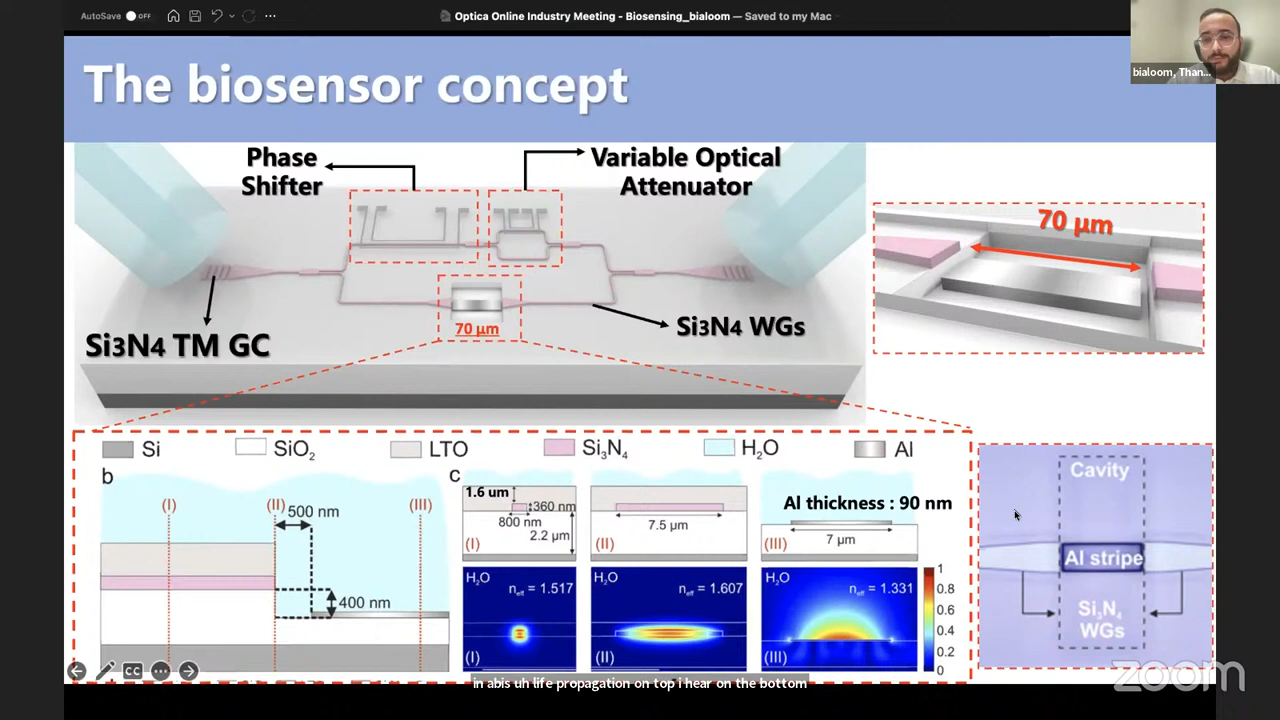 AutoSave OFF
Optica Online Industry Meeting - Biosensing_bialoom — Saved to my Mac
bialoom, Than...
The biosensor concept
Phase
Shifter
Variable Optical
Attenuator
70 μm
70 μm
Si3N4 TM GC
Si3N4 WGs
Si
SiO2
LTO
Si3N4
H2O
Al
b
(I)
(II)
(III)
500 nm
400 nm
c
1.6 um
360 nm
800 nm
2.2 μm
(I)
7.5 μm
(II)
Al thickness : 90 nm
7 μm
(III)
H2O
neff = 1.517
(I)
H2O
neff = 1.607
(II)
H2O
neff = 1.331
(III)
1
0.8
0.6
0.4
0.2
0
Cavity
Al stripe
Si3N4
WGs
CC
in abis uh life propagation on top i hear on the bottom
zoom